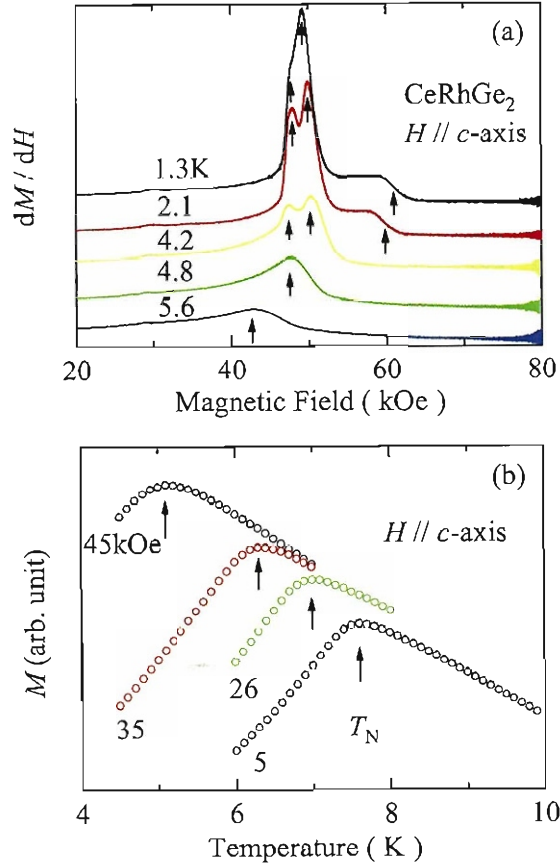 (a)
CeRhGe2
H // c-axis
dM / dH
1.3K
2.1
4.2
4.8
5.6
20 40 60 80
Magnetic Field ( kOe )
(b)
45kOe
H // c-axis
M (arb. unit)
35
26
5
TN
4 6 8 10
Temperature ( K )